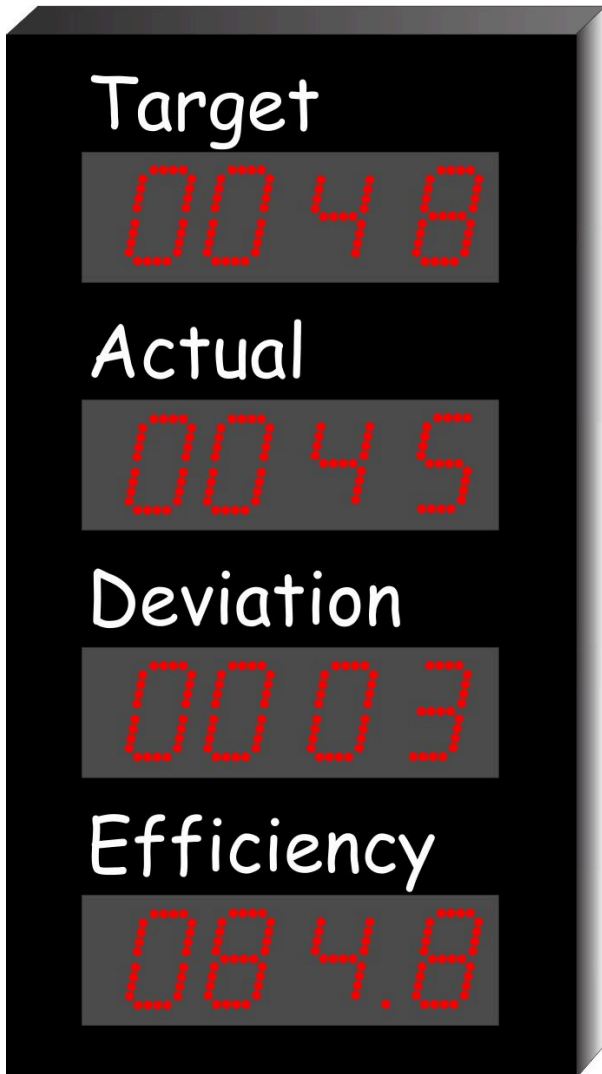 Target
0048
Actual
0045
Deviation
0003
Efficiency
084.8